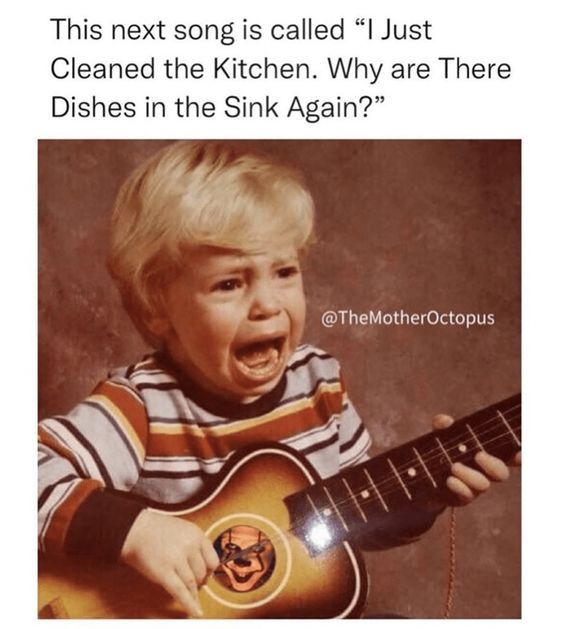 This next song is called “I Just
Cleaned the Kitchen. Why are There
Dishes in the Sink Again?”
@TheMotherOctopus